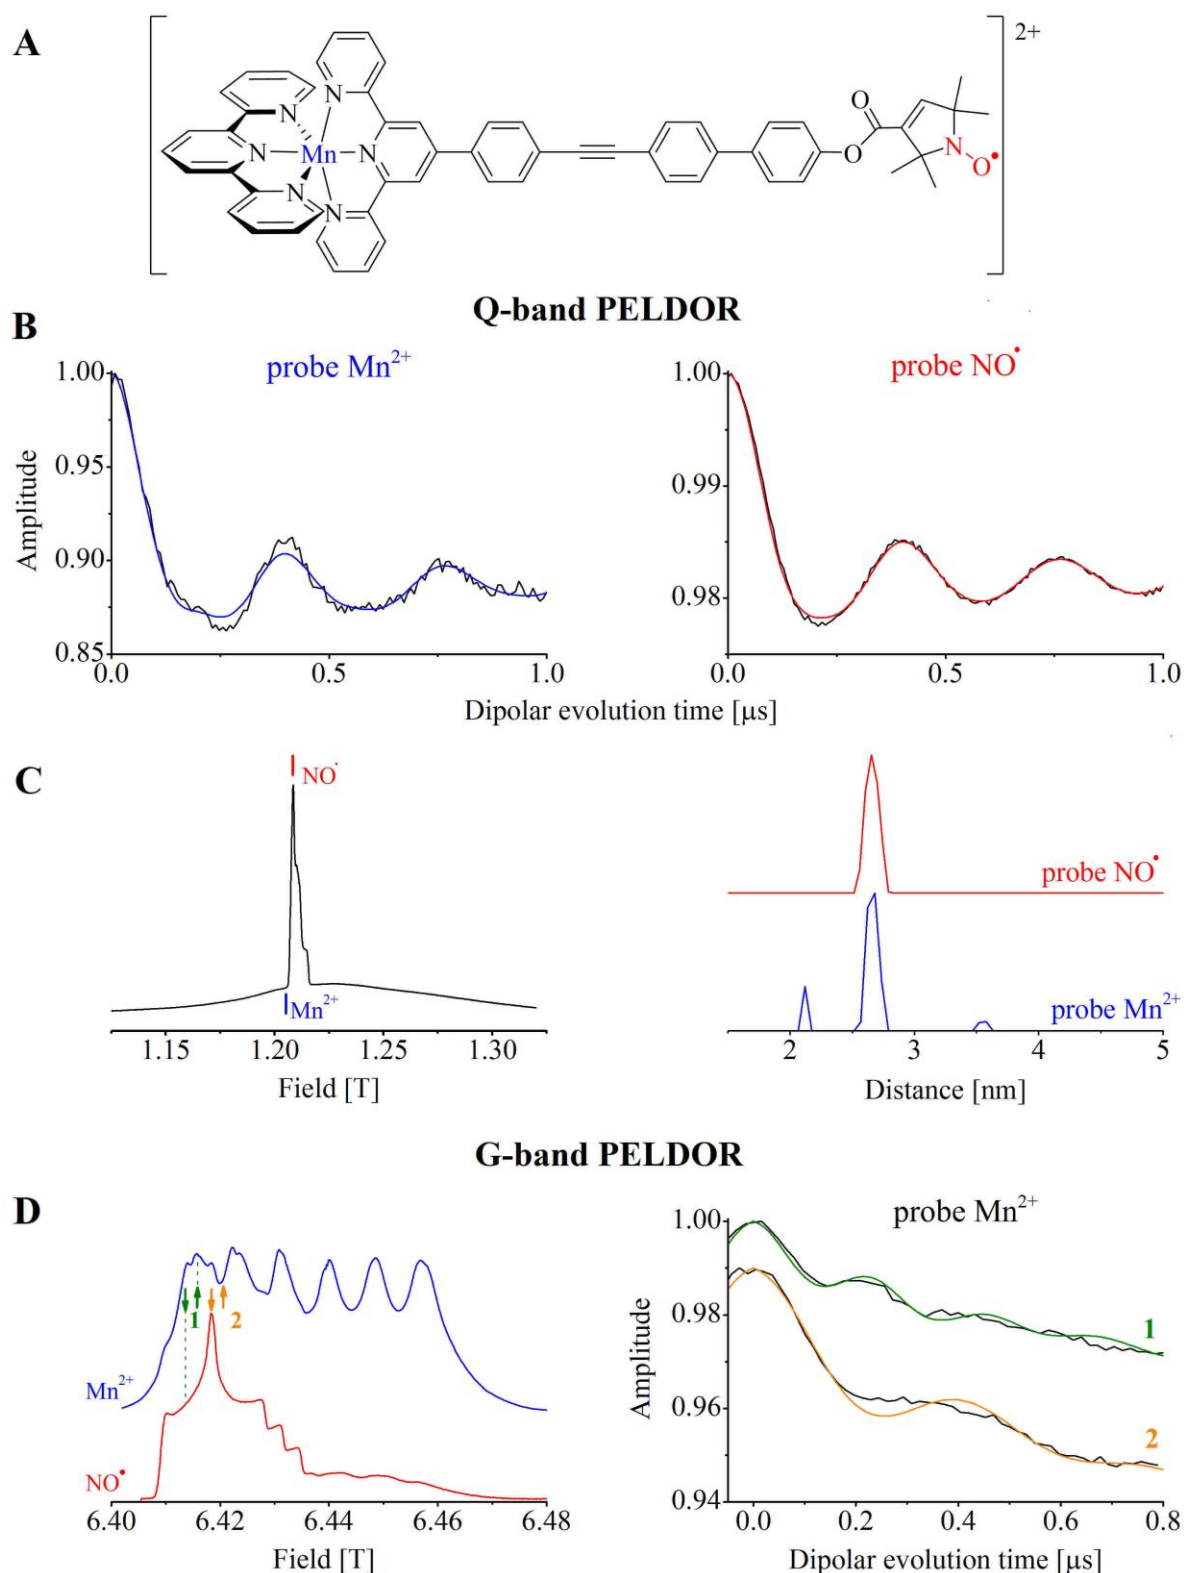 A
2+
N
N
N
Mn
N
N
N
O
O
N
O•
Q-band PELDOR
B
probe Mn2+
probe NO•
1.00
0.95
0.90
0.85
0.0
0.5
1.0
Amplitude
1.00
0.99
0.98
0.0
0.5
1.0
Dipolar evolution time [μs]
C
NO•
Mn2+
1.15
1.20
1.25
1.30
Field [T]
probe NO•
probe Mn2+
2
3
4
5
Distance [nm]
G-band PELDOR
D
1
2
Mn2+
NO•
6.40
6.42
6.44
6.46
6.48
Field [T]
probe Mn2+
1.00
0.98
0.96
0.94
Amplitude
1
2
0.0
0.2
0.4
0.6
0.8
Dipolar evolution time [μs]